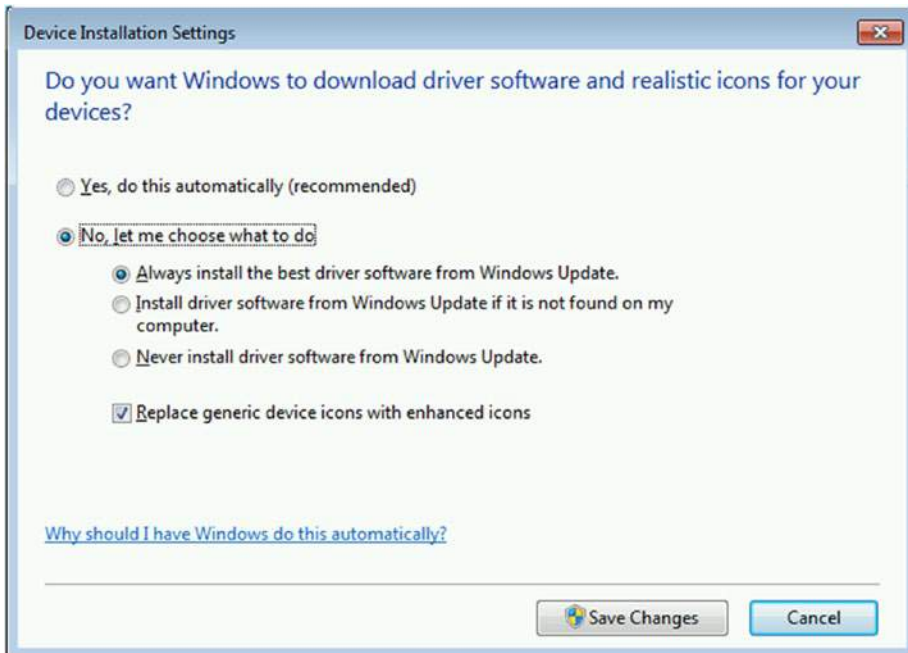 Device Installation Settings
Do you want Windows to download driver software and realistic icons for your
devices?
Yes, do this automatically (recommended)
No, let me choose what to do
Always install the best driver software from Windows Update.
Install driver software from Windows Update if it is not found on my
computer.
Never install driver software from Windows Update.
Replace generic device icons with enhanced icons
Why should I have Windows do this automatically?
Save Changes
Cancel